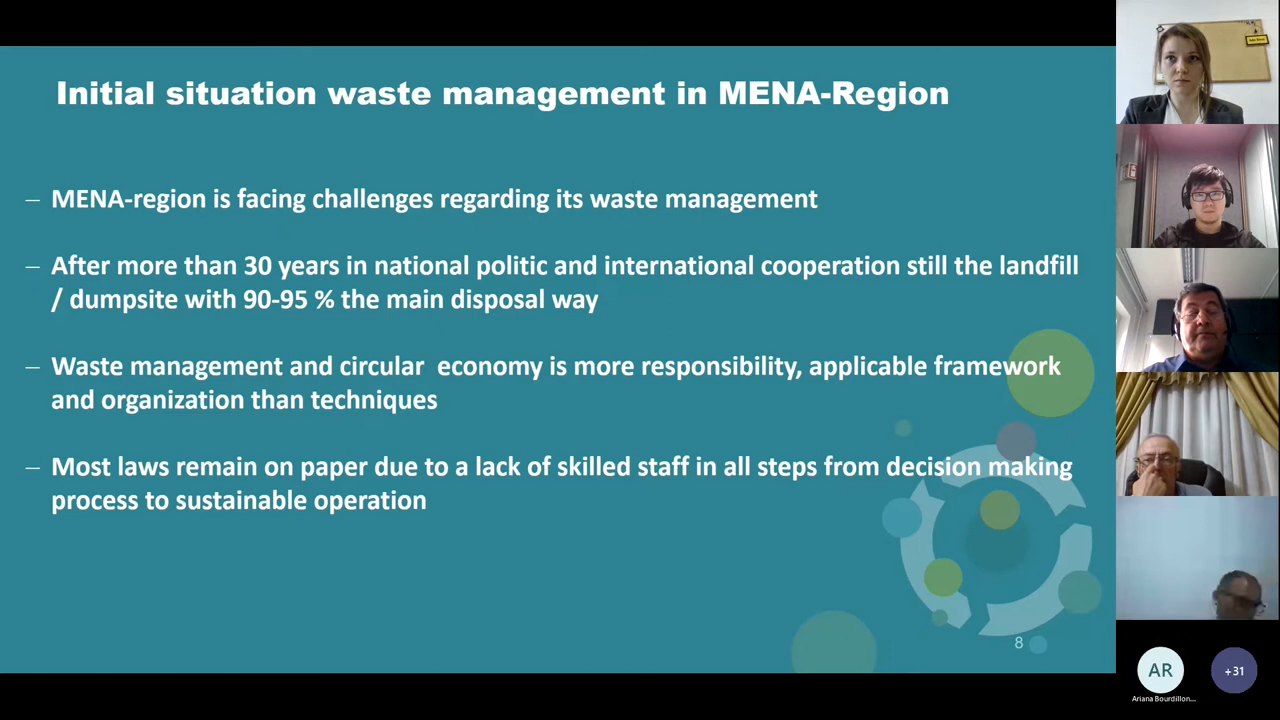 Initial situation waste management in MENA-Region
– MENA-region is facing challenges regarding its waste management
– After more than 30 years in national politic and international cooperation still the landfill
/ dumpsite with 90-95 % the main disposal way
– Waste management and circular economy is more responsibility, applicable framework
and organization than techniques
– Most laws remain on paper due to a lack of skilled staff in all steps from decision making
process to sustainable operation
8
AR
+31
Ariana Bourdillon...